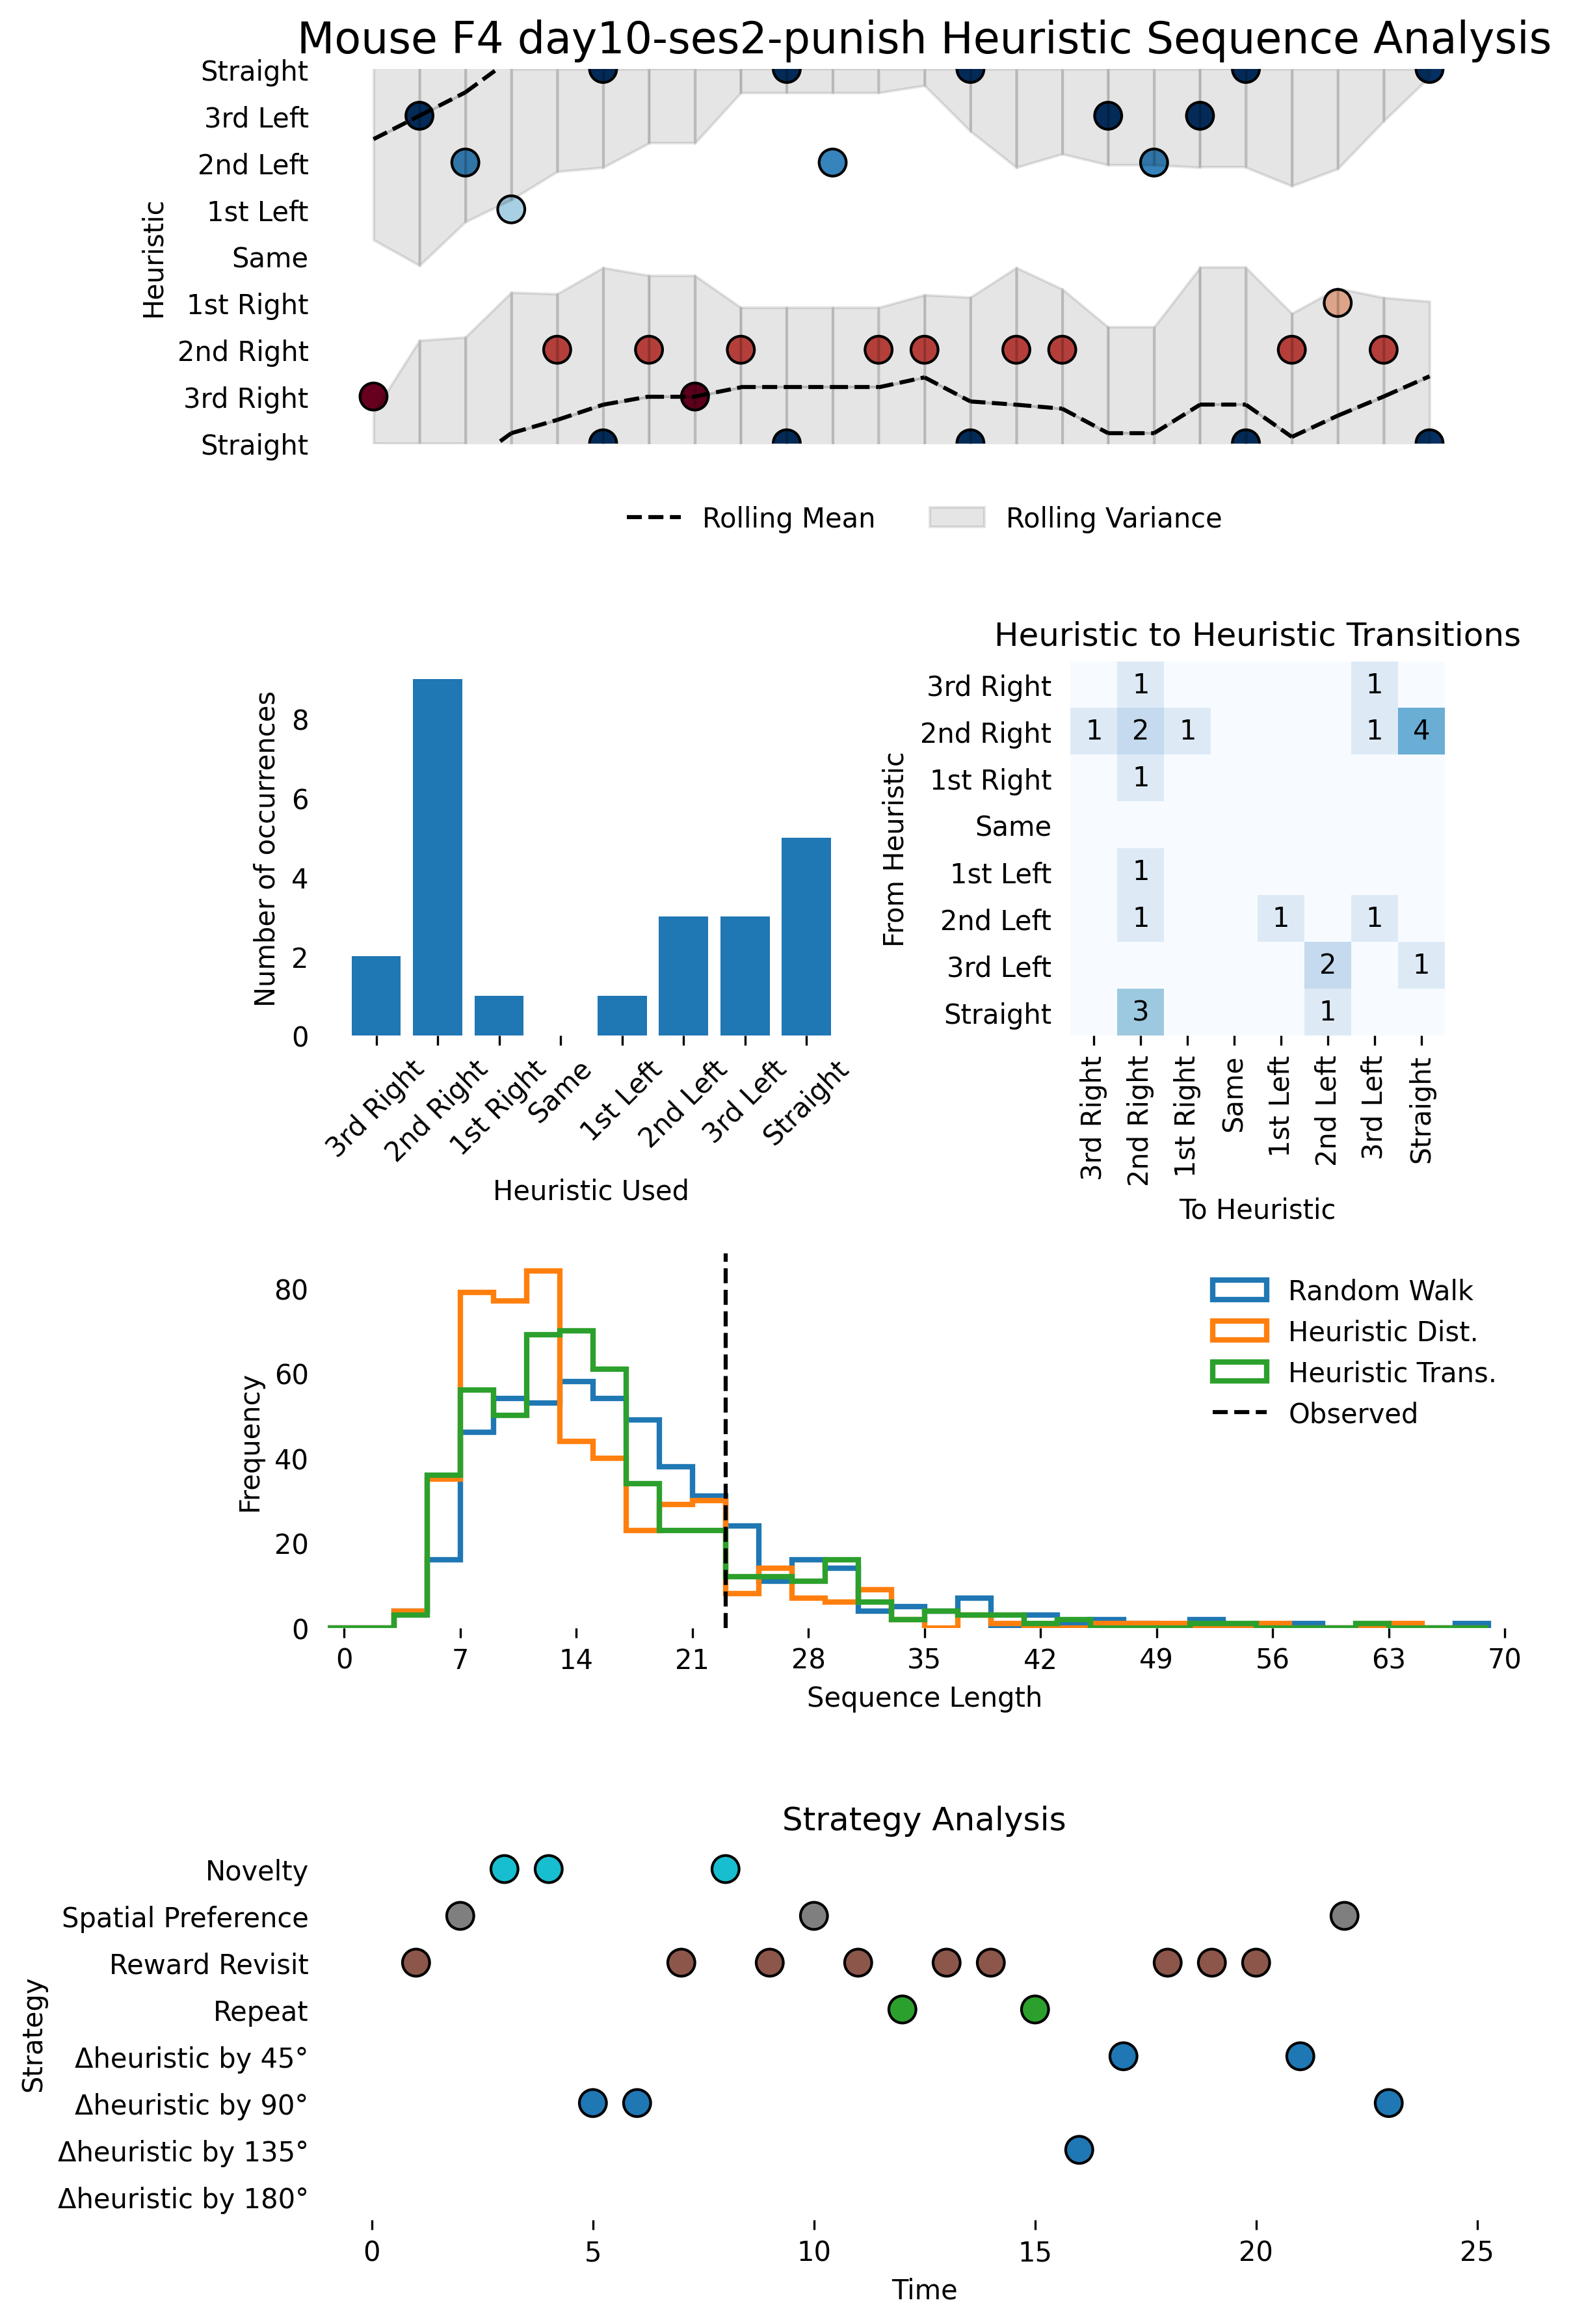 Mouse F4 day10-ses2-punish Heuristic Sequence Analysis
Straight
3rd Left
2nd Left
1st Left
Same
1st Right
2nd Right
3rd Right
Straight
Heuristic
Rolling Mean
Rolling Variance
Number of occurrences
8
6
4
2
0
3rd Right
2nd Right
1st Right
Same
1st Left
2nd Left
3rd Left
Straight
Heuristic Used
Heuristic to Heuristic Transitions
From Heuristic
3rd Right 1 1
2nd Right 1 2 1 1 4
1st Right 1
Same
1st Left 1
2nd Left 1 1 1
3rd Left 2 1
Straight 3 1
3rd Right
2nd Right
1st Right
Same
1st Left
2nd Left
3rd Left
Straight
To Heuristic
Frequency
80
60
40
20
0
0 7 14 21 28 35 42 49 56 63 70
Sequence Length
Random Walk
Heuristic Dist.
Heuristic Trans.
Observed
Strategy Analysis
Strategy
Novelty
Spatial Preference
Reward Revisit
Repeat
Δheuristic by 45°
Δheuristic by 90°
Δheuristic by 135°
Δheuristic by 180°
0 5 10 15 20 25
Time